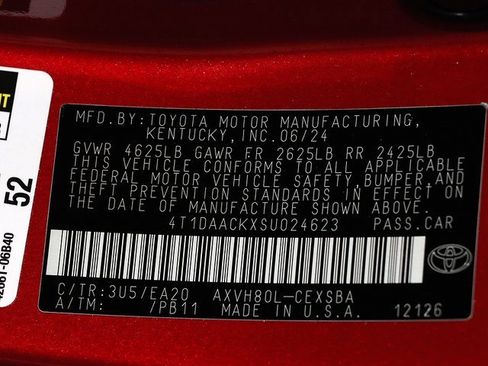 MFD.BY: TOYOTA MOTOR MANUFACTURING,
KENTUCKY, INC. 06/24
GVWR 4625LB GAWR FR 2625LB RR 2425LB
THIS VEHICLE CONFORMS TO ALL APPLICABLE
FEDERAL MOTOR VEHICLE SAFETY, BUMPER, AND
THEFT PREVENTION STANDARDS IN EFFECT ON
THE DATE OF MANUFACTURE SHOWN ABOVE.
4T1DAACKXSU024623 PASS.CAR
C/TR: 3U5/EA20 AXVH80L-CEXSBA
A/TM: /PB11 MADE IN U.S.A. 12126
TOYOTA
52